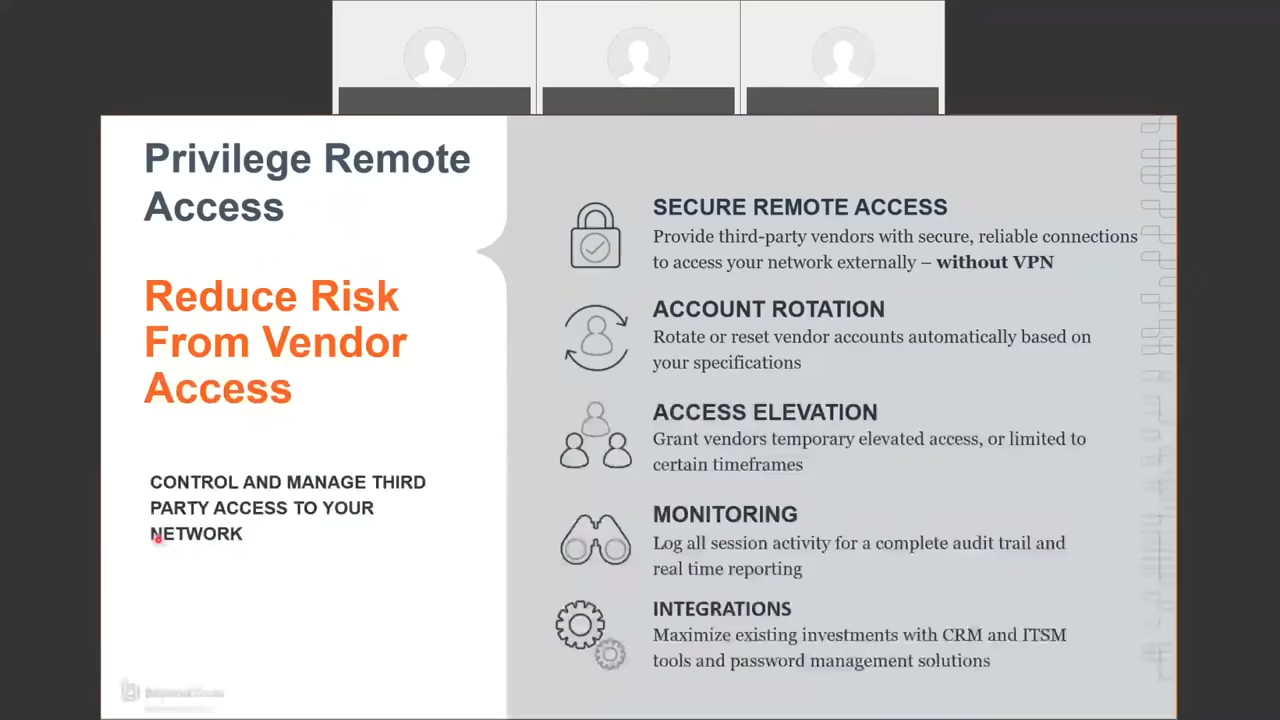 Privilege Remote
Access
Reduce Risk
From Vendor
Access
CONTROL AND MANAGE THIRD
PARTY ACCESS TO YOUR
NETWORK
SECURE REMOTE ACCESS
Provide third-party vendors with secure, reliable connections
to access your network externally – without VPN
ACCOUNT ROTATION
Rotate or reset vendor accounts automatically based on
your specifications
ACCESS ELEVATION
Grant vendors temporary elevated access, or limited to
certain timeframes
MONITORING
Log all session activity for a complete audit trail and
real time reporting
INTEGRATIONS
Maximize existing investments with CRM and ITSM
tools and password management solutions